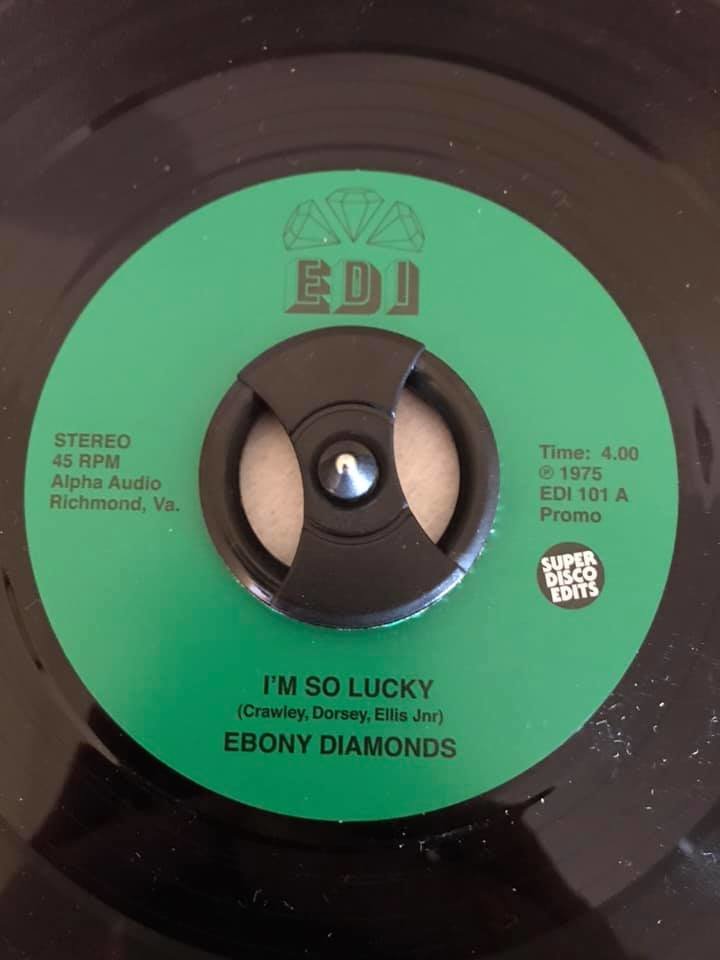 EDI
STEREO
45 RPM
Alpha Audio
Richmond, Va.
Time: 4.00
℗ 1975
EDI 101 A
Promo
SUPER
DISCO
EDITS
I'M SO LUCKY
(Crawley, Dorsey, Ellis Jnr)
EBONY DIAMONDS